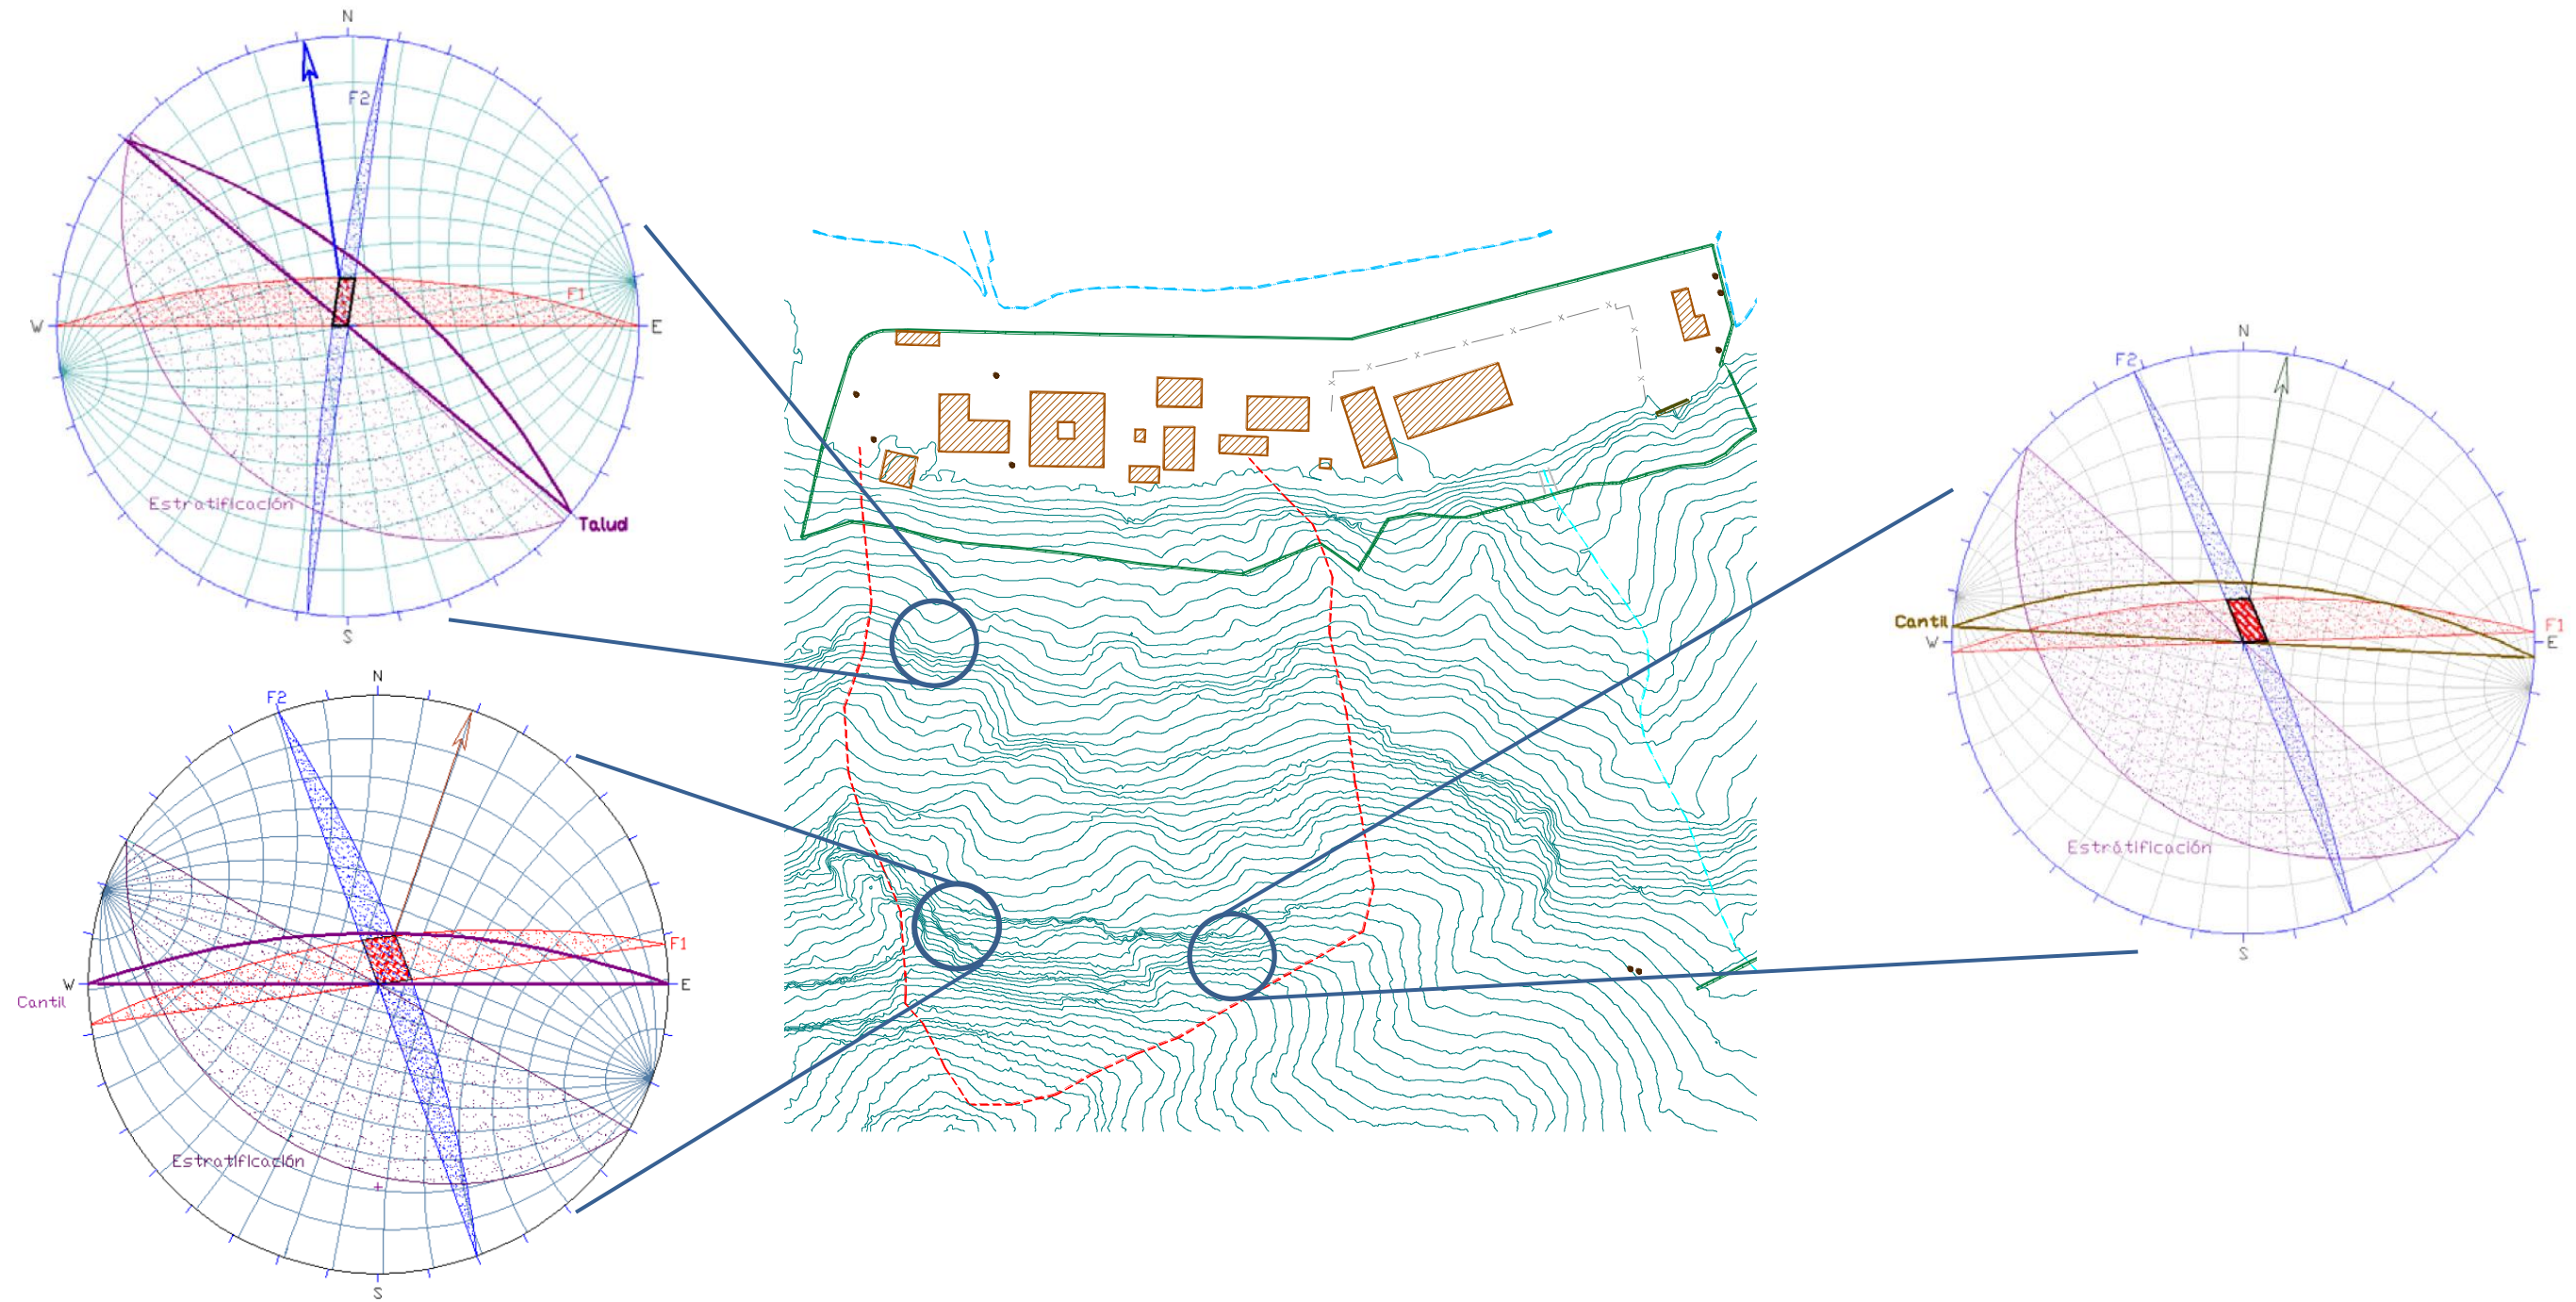 N
F2
W
F1
E
Estratificación
Talud
S
N
F2
F1
W
E
Cantil
Estratificación
S
x
x
x
x
x
x
x
x
x
N
F2
Cantil
F1
W
E
Estratificación
S